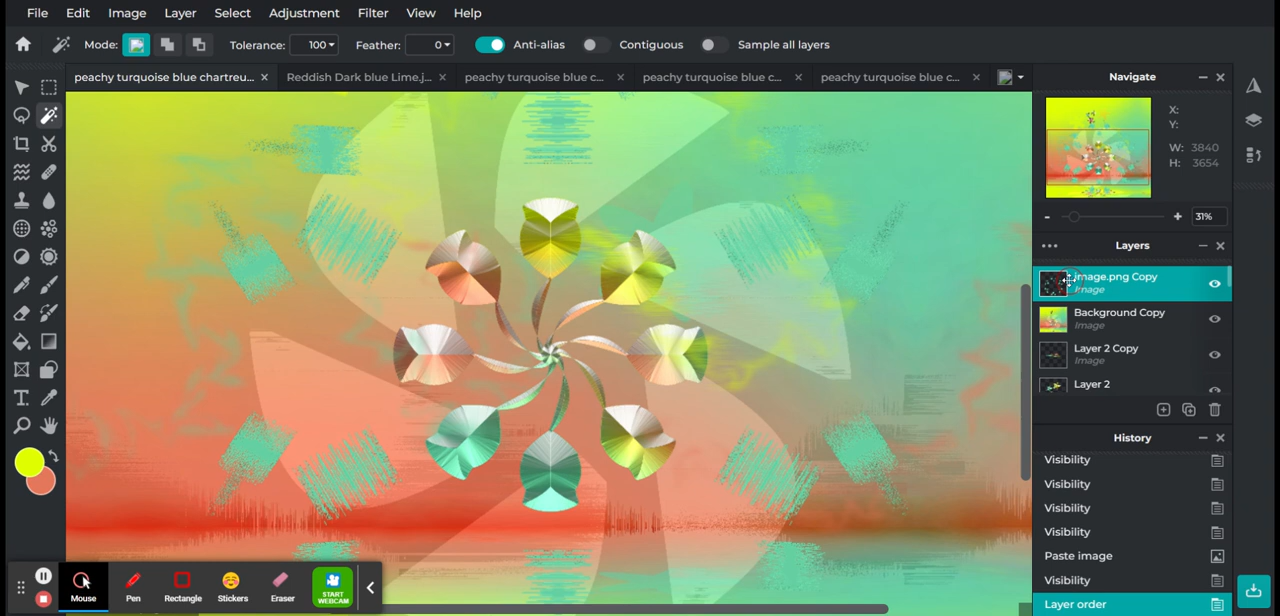 File Edit Image Layer Select Adjustment Filter View Help
Mode: Tolerance: 100 Feather: 0 Anti-alias Contiguous Sample all layers
peachy turquoise blue chartreu... Reddish Dark blue Lime.j... peachy turquoise blue c... peachy turquoise blue c... peachy turquoise blue c...
Navigate
X:
Y:
W: 3840
H: 3654
31%
Layers
image.png Copy
Image
Background Copy
Image
Layer 2 Copy
Image
Layer 2
History
Visibility
Visibility
Visibility
Visibility
Paste image
Visibility
Layer order
Mouse Pen Rectangle Stickers Eraser START WEBCAM